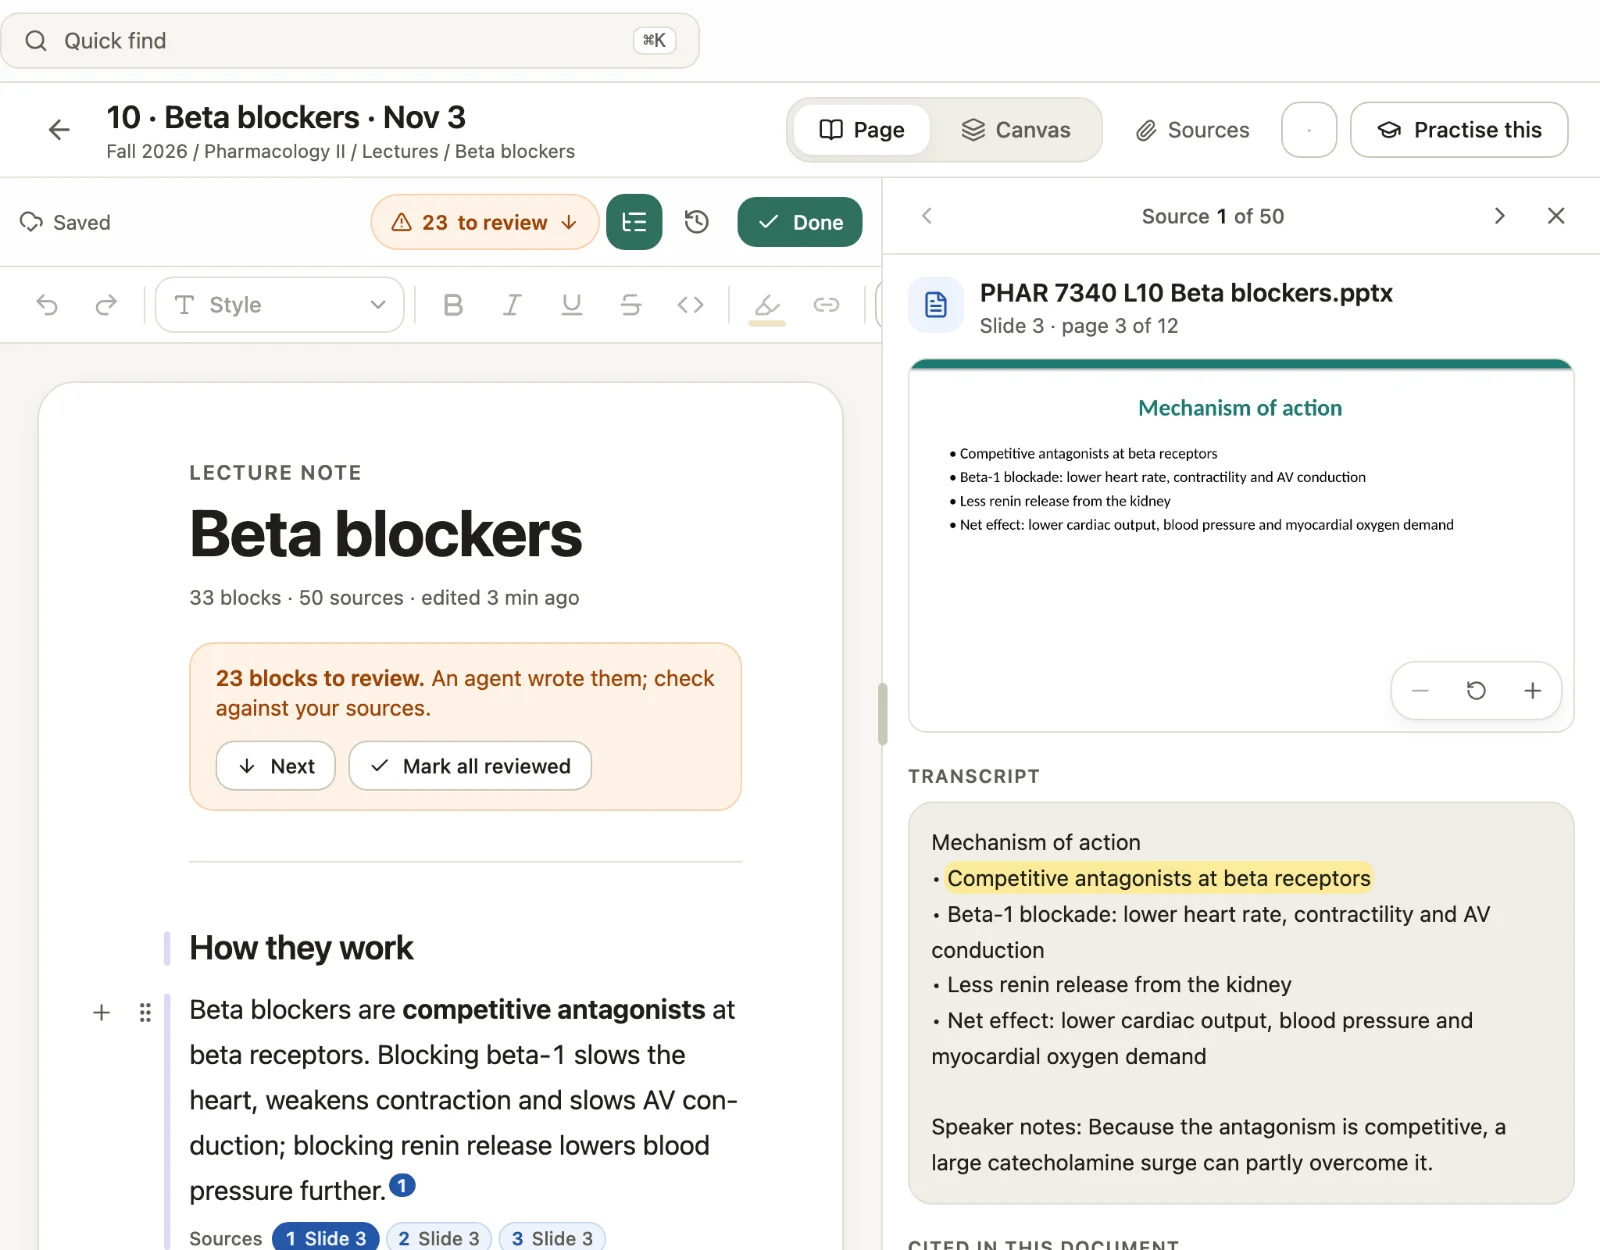 Quick find
⌘K
10 · Beta blockers · Nov 3
Fall 2026 / Pharmacology II / Lectures / Beta blockers
Page
Canvas
Sources
Practise this
Saved
23 to review
Done
Style
LECTURE NOTE
Beta blockers
33 blocks · 50 sources · edited 3 min ago
23 blocks to review. An agent wrote them; check
against your sources.
Next
Mark all reviewed
How they work
Beta blockers are competitive antagonists at
beta receptors. Blocking beta-1 slows the
heart, weakens contraction and slows AV con-
duction; blocking renin release lowers blood
pressure further. 1
Sources 1 Slide 3 2 Slide 3 3 Slide 3
Source 1 of 50
PHAR 7340 L10 Beta blockers.pptx
Slide 3 · page 3 of 12
Mechanism of action
• Competitive antagonists at beta receptors
• Beta-1 blockade: lower heart rate, contractility and AV conduction
• Less renin release from the kidney
• Net effect: lower cardiac output, blood pressure and myocardial oxygen demand
TRANSCRIPT
Mechanism of action
• Competitive antagonists at beta receptors
• Beta-1 blockade: lower heart rate, contractility and AV
conduction
• Less renin release from the kidney
• Net effect: lower cardiac output, blood pressure and
myocardial oxygen demand
Speaker notes: Because the antagonism is competitive, a
large catecholamine surge can partly overcome it.
CITED IN THIS DOCUMENT